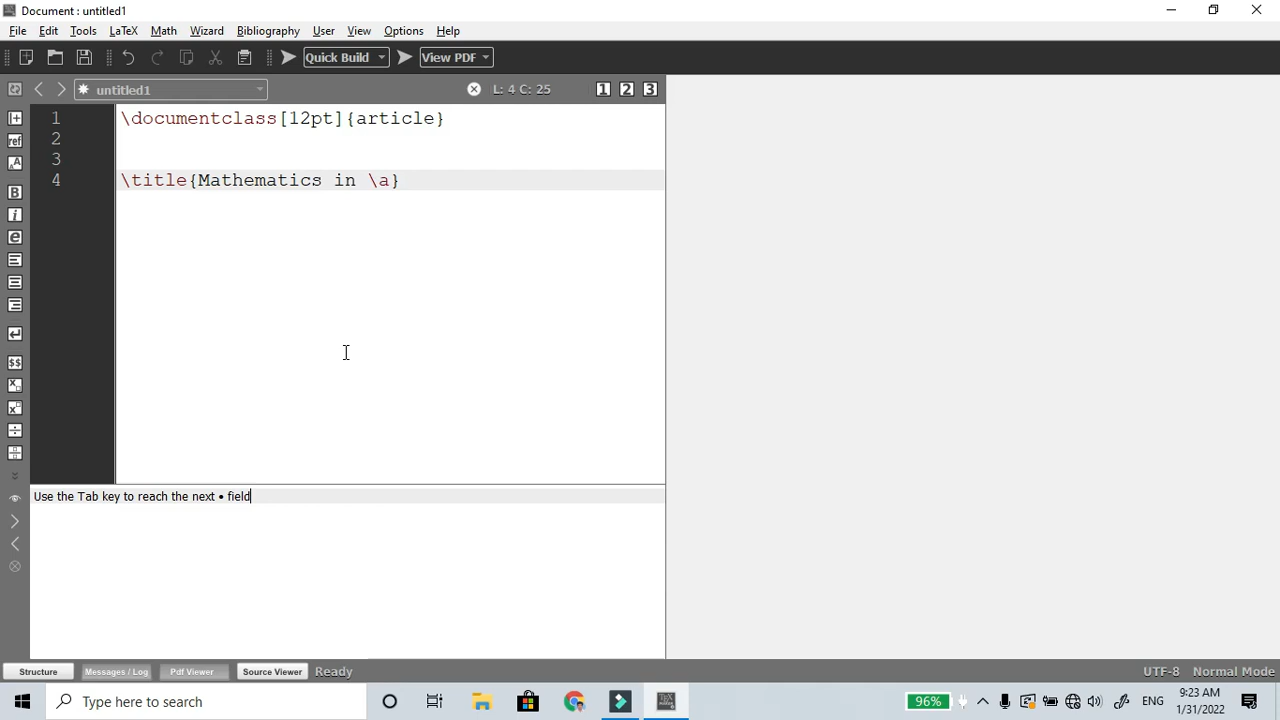 Document : untitled1
File Edit Tools LaTeX Math Wizard Bibliography User View Options Help
Quick Build View PDF
untitled1 L: 4 C: 25 1 2 3
1 \documentclass[12pt]{article}
2
3
4 \title{Mathematics in \a}
ref
A
B
i
e
$$
Use the Tab key to reach the next • field
Structure Messages / Log Pdf Viewer Source Viewer Ready UTF-8 Normal Mode
Type here to search 96% ENG 9:23 AM
1/31/2022